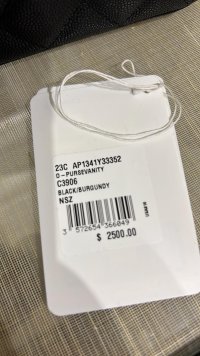 23C AP1341Y33352
O-PURSEVANITY
C3906
BLACK/BURGUNDY
NSZ
3 572654 366049
$ 2500.00